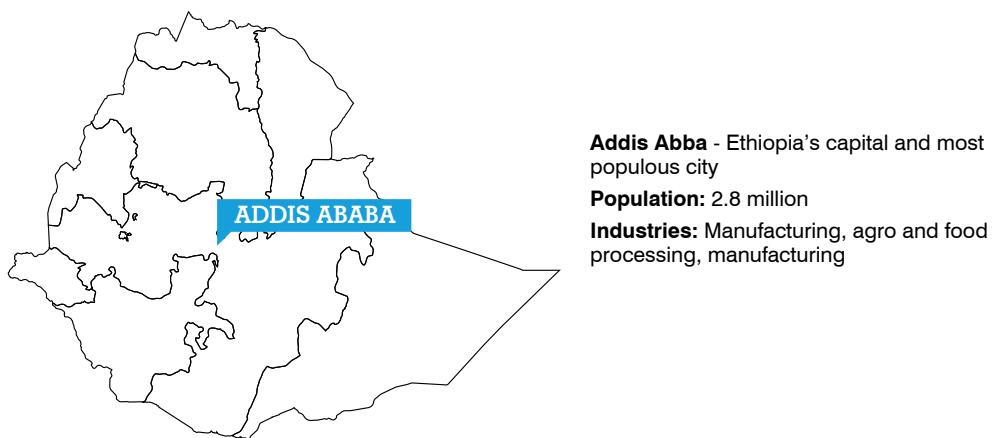 ADDIS ABABA
Addis Abba - Ethiopia's capital and most
populous city
Population: 2.8 million
Industries: Manufacturing, agro and food
processing, manufacturing